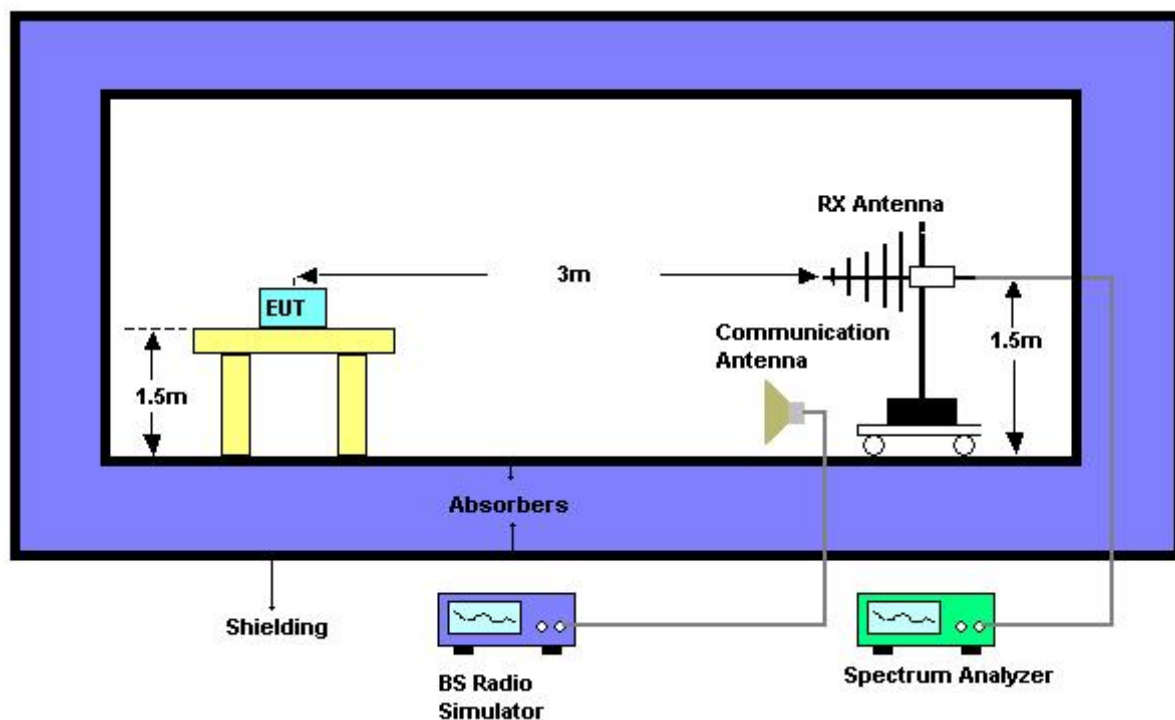 RX Antenna
3m
EUT
Communication
Antenna
1.5m
1.5m
Absorbers
Shielding
BS Radio
Simulator
Spectrum Analyzer